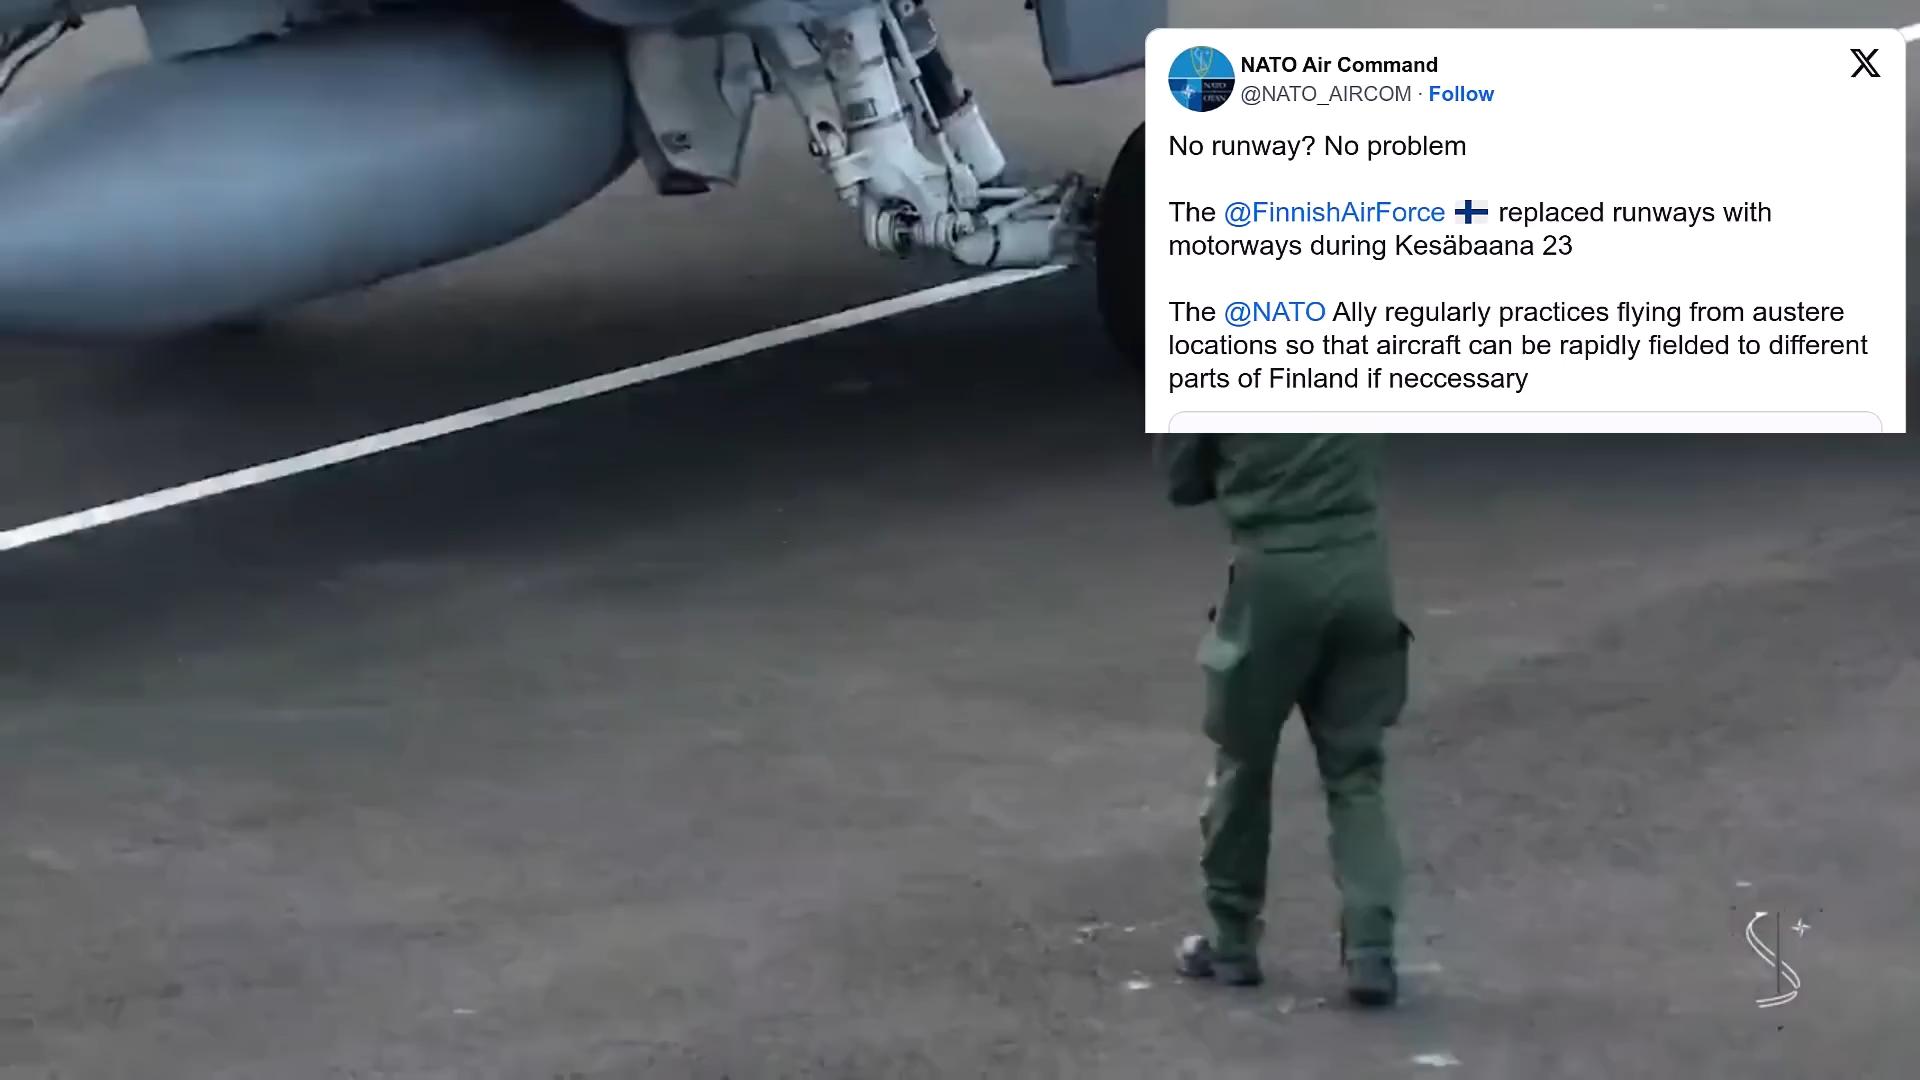 NATO Air Command
@NATO_AIRCOM · Follow
No runway? No problem
The @FinnishAirForce 🇫🇮 replaced runways with
motorways during Kesäbaana 23
The @NATO Ally regularly practices flying from austere
locations so that aircraft can be rapidly fielded to different
parts of Finland if neccessary